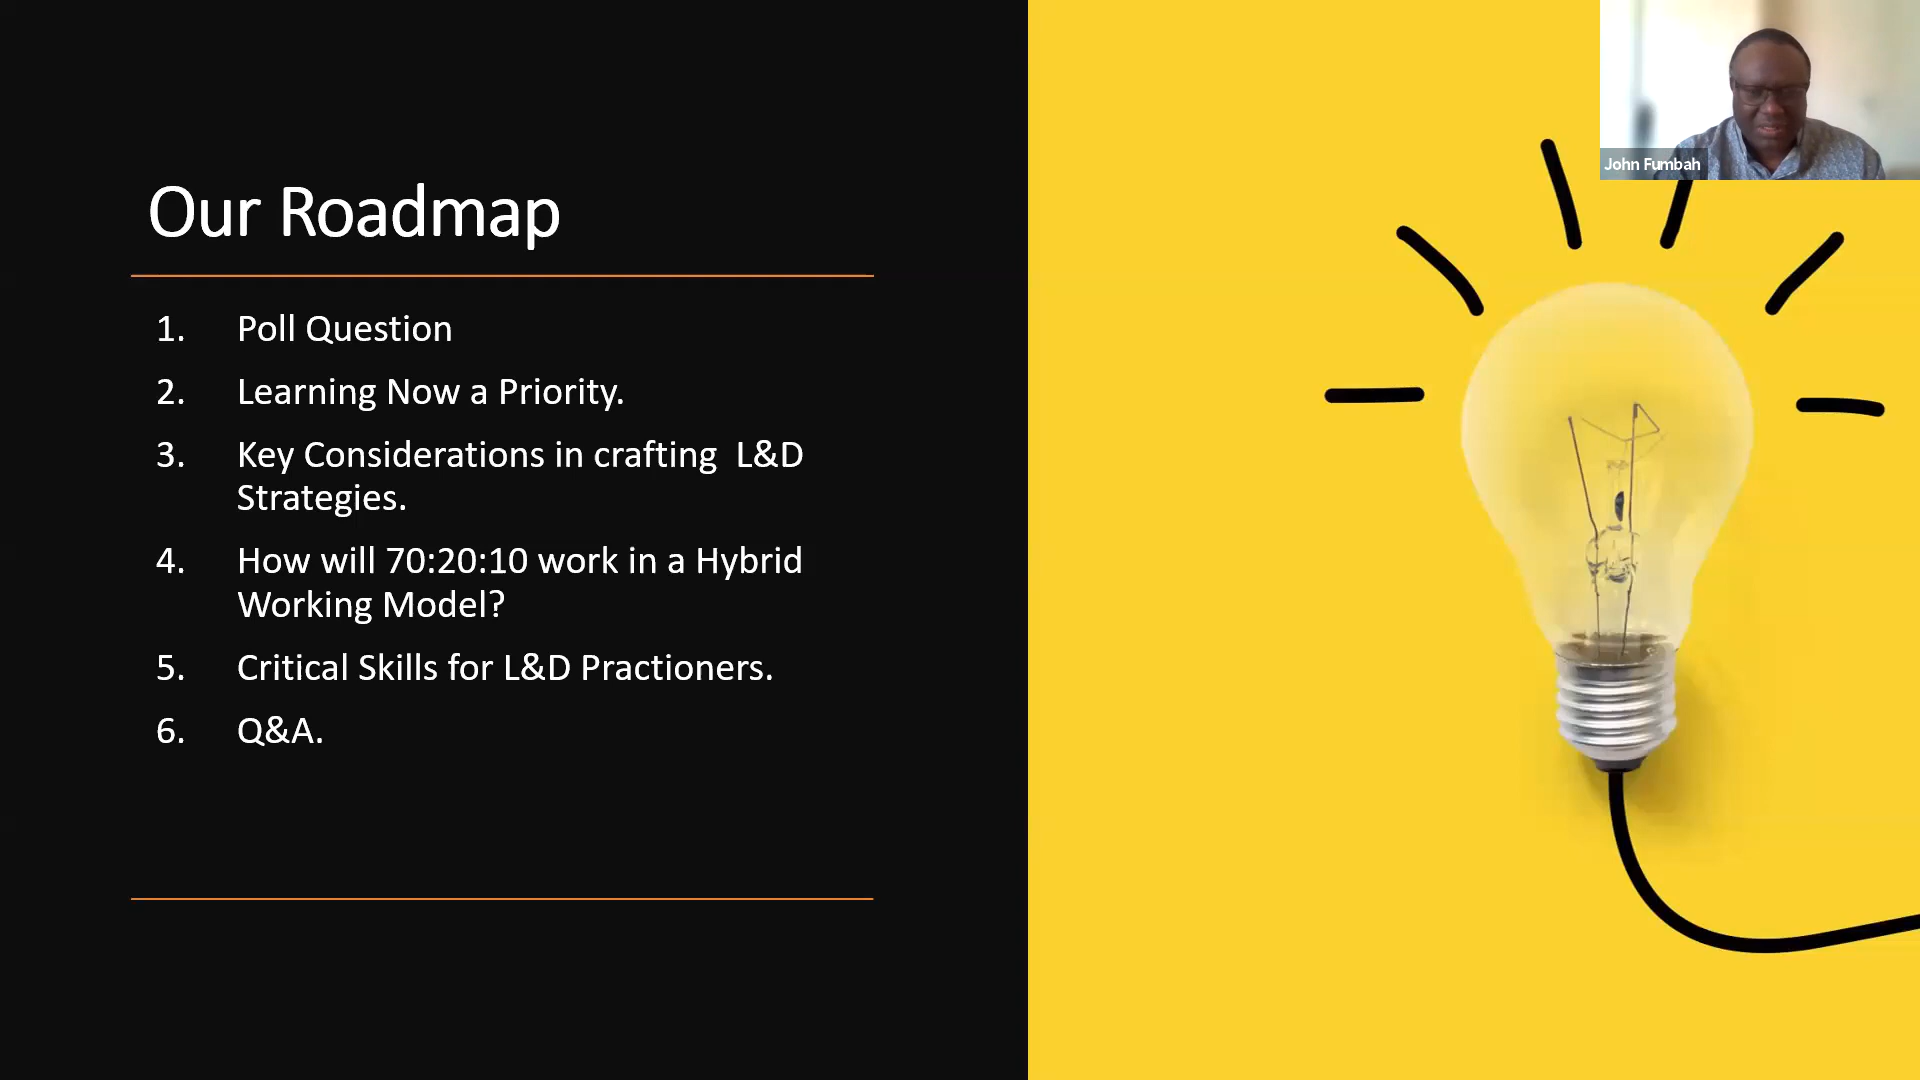 Our Roadmap
1. Poll Question
2. Learning Now a Priority.
3. Key Considerations in crafting  L&D
Strategies.
4. How will 70:20:10 work in a Hybrid
Working Model?
5. Critical Skills for L&D Practioners.
6. Q&A.
John Fumbah